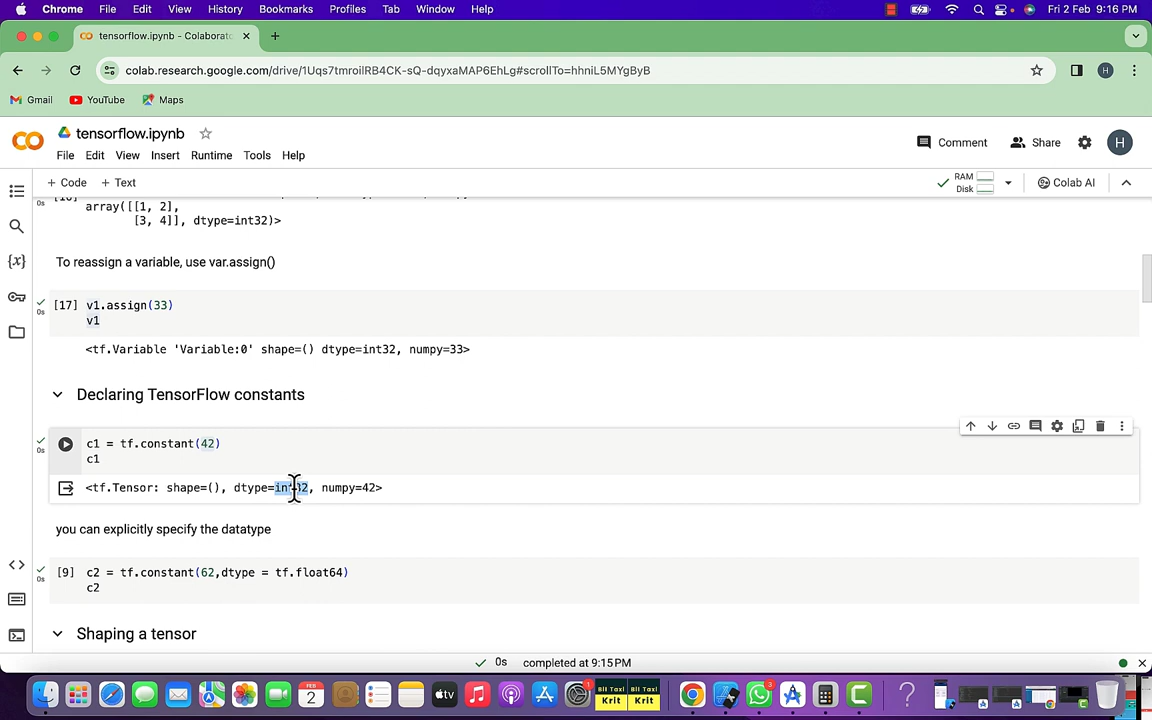 Chrome File Edit View History Bookmarks Profiles Tab Window Help Fri 2 Feb 9:16 PM
tensorflow.ipynb - Colaborato
colab.research.google.com/drive/1Uqs7tmroilRB4CK-sQ-dqyxaMAP6EhLg#scrollTo=hhniL5MYgByB H
Gmail YouTube Maps
tensorflow.ipynb
File Edit View Insert Runtime Tools Help
Comment Share H
+ Code + Text
RAM
Disk
Colab AI
array([[1, 2],
[3, 4]], dtype=int32)>
To reassign a variable, use var.assign()
[17] v1.assign(33)
0s
v1
<tf.Variable 'Variable:0' shape=() dtype=int32, numpy=33>
Declaring TensorFlow constants
c1 = tf.constant(42)
0s
c1
<tf.Tensor: shape=(), dtype=int32, numpy=42>
you can explicitly specify the datatype
[9] c2 = tf.constant(62,dtype = tf.float64)
0s
c2
Shaping a tensor
0s completed at 9:15 PM